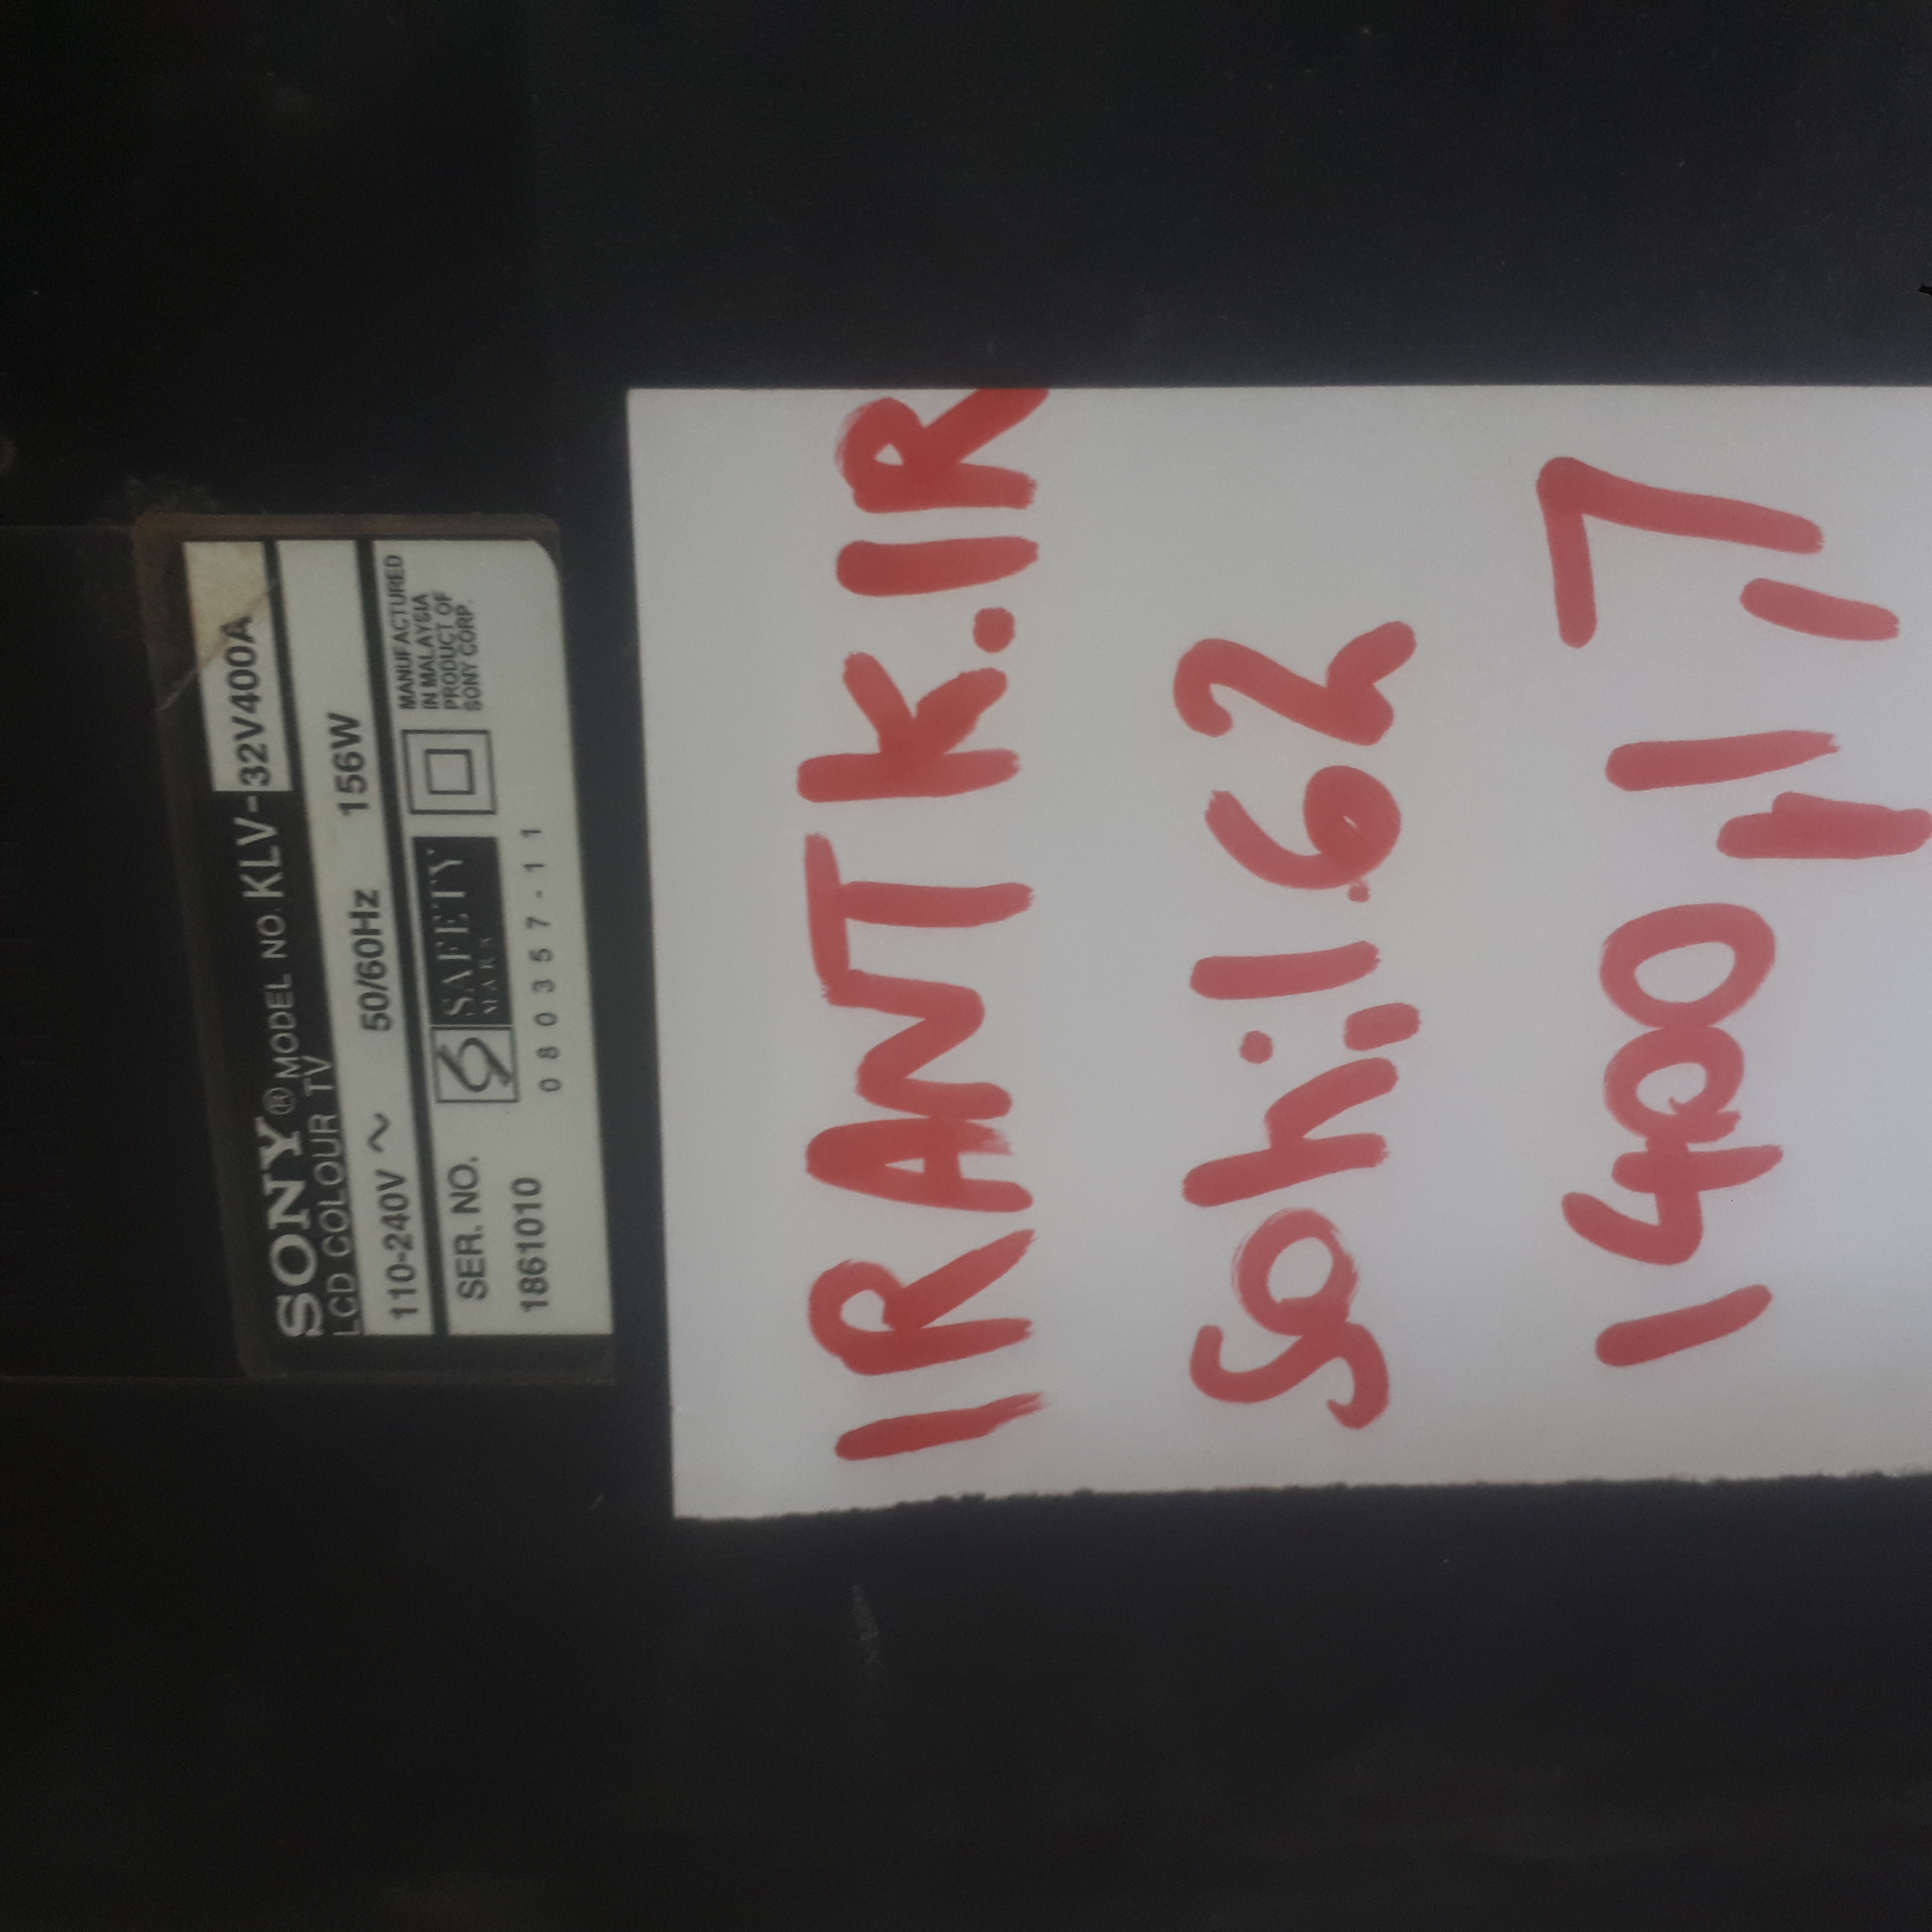 SONY® MODEL NO. KLV-32V400A
LCD COLOUR TV
110-240V ~ 50/60Hz 156W
SER. NO.
1861010
SAFETY
MARK
080357-11
MANUFACTURED
IN MALAYSIA
PRODUCT OF
SONY CORP.
IRANTK.IR
Soh:1.62
1400,1,7